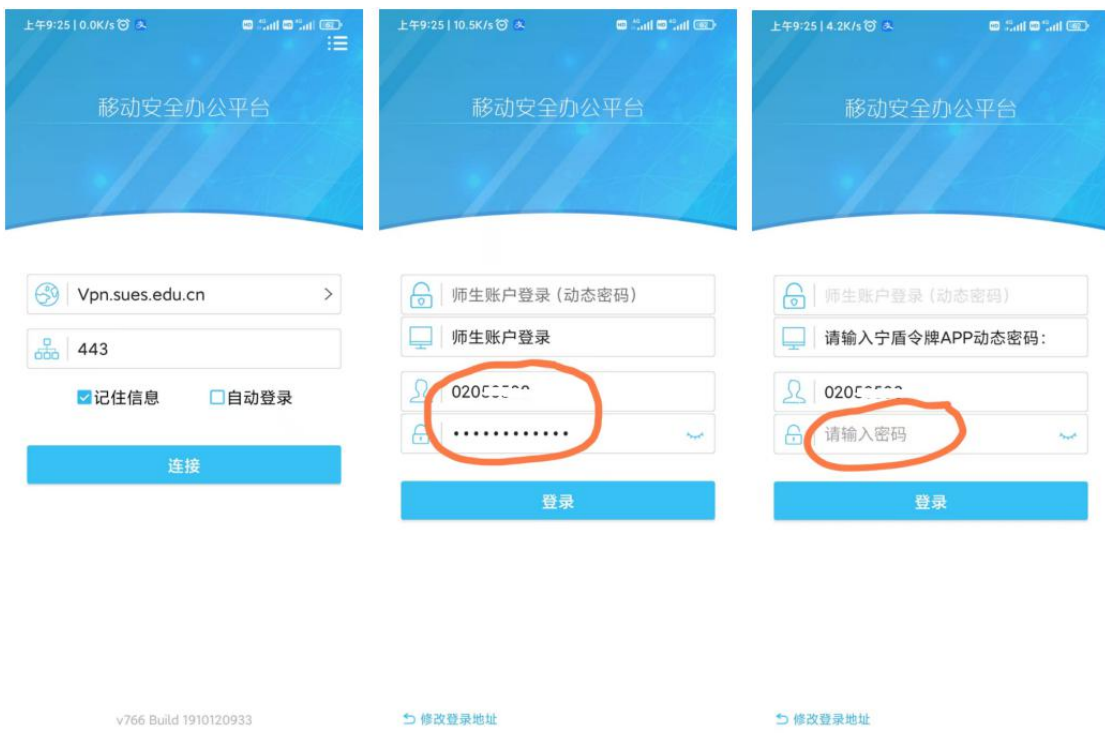 上午9:25 | 0.0K/s
移动安全办公平台
Vpn.sues.edu.cn
443
记住信息 自动登录
连接
v766 Build 1910120933
上午9:25 | 10.5K/s
移动安全办公平台
师生账户登录 (动态密码)
师生账户登录
••••••••••••
登录
修改登录地址
上午9:25 | 4.2K/s
移动安全办公平台
师生账户登录 (动态密码)
请输入宁盾令牌APP动态密码:
请输入密码
登录
修改登录地址